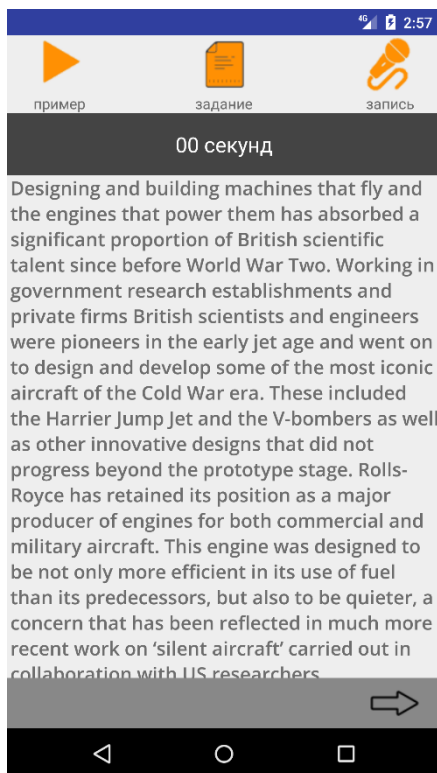 4G 2:57
пример задание запись
00 секунд
Designing and building machines that fly and
the engines that power them has absorbed a
significant proportion of British scientific
talent since before World War Two. Working in
government research establishments and
private firms British scientists and engineers
were pioneers in the early jet age and went on
to design and develop some of the most iconic
aircraft of the Cold War era. These included
the Harrier Jump Jet and the V-bombers as well
as other innovative designs that did not
progress beyond the prototype stage. Rolls-
Royce has retained its position as a major
producer of engines for both commercial and
military aircraft. This engine was designed to
be not only more efficient in its use of fuel
than its predecessors, but also to be quieter, a
concern that has been reflected in much more
recent work on ‘silent aircraft’ carried out in
collaboration with US researchers